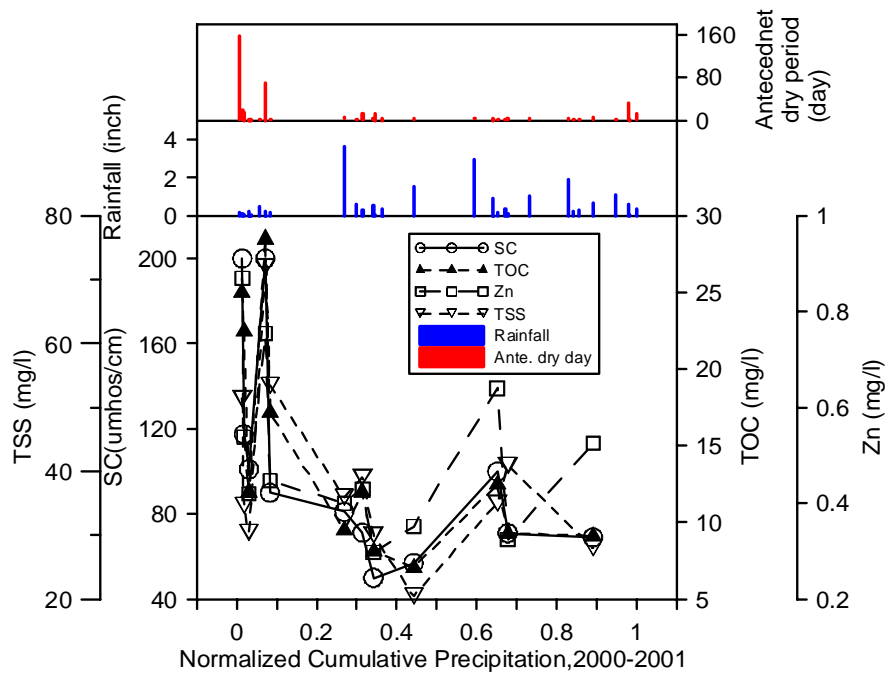 160
80
0
Antecednet
dry period
(day)
4
2
0
Rainfall (inch)
80
60
40
20
TSS (mg/l)
200
160
120
80
40
SC(umhos/cm)
SC
TOC
Zn
TSS
Rainfall
Ante. dry day
30
25
20
15
10
5
TOC (mg/l)
1
0.8
0.6
0.4
0.2
Zn (mg/l)
0 0.2 0.4 0.6 0.8 1
Normalized Cumulative Precipitation,2000-2001